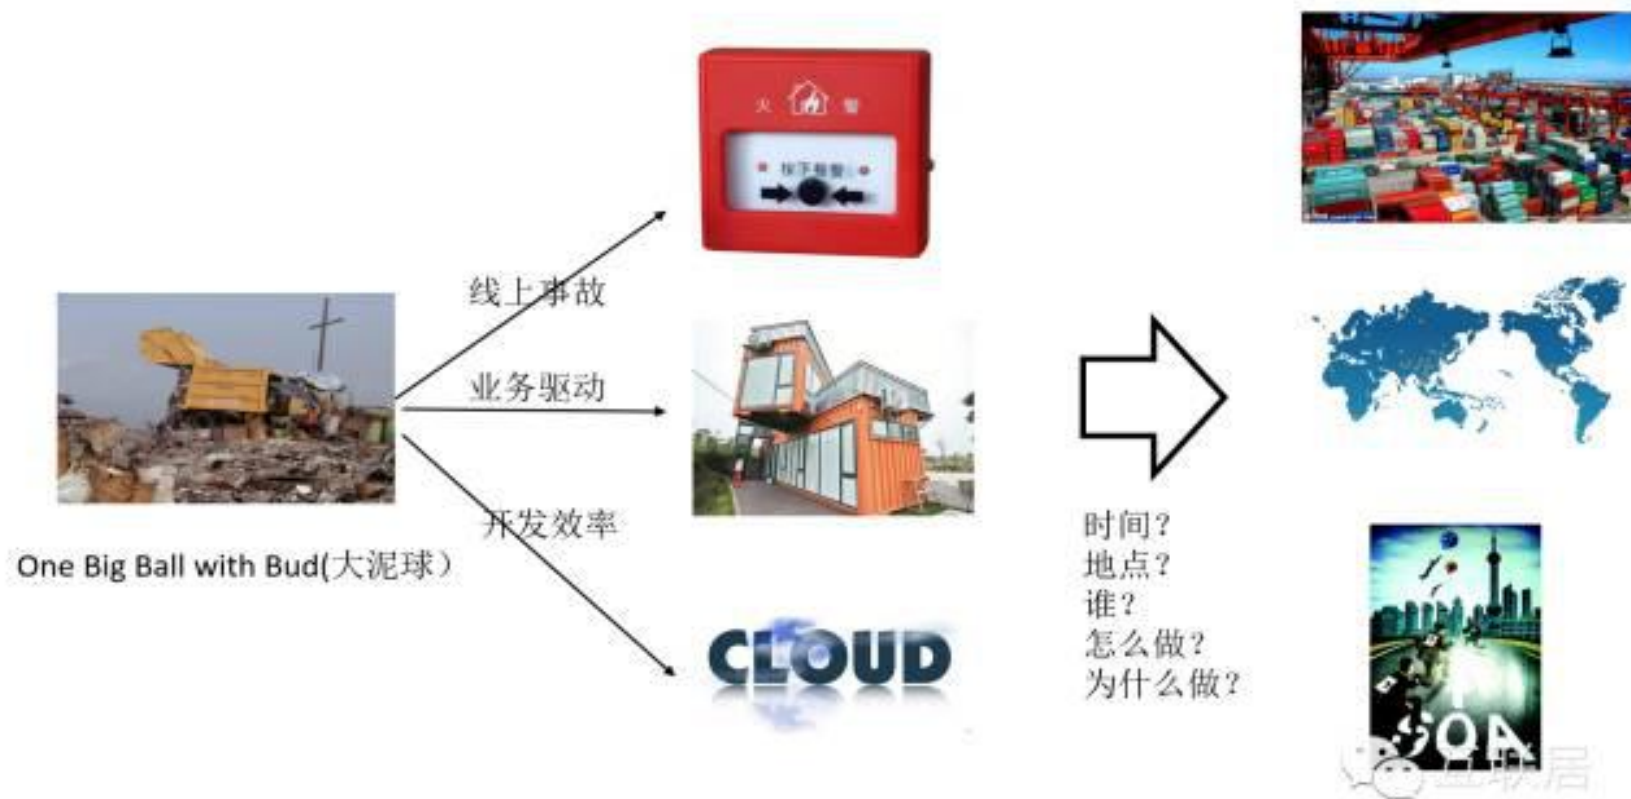 火 警
按下报警
线上事故
业务驱动
开发效率
One Big Ball with Bud(大泥球）
CLOUD
时间?
地点?
谁?
怎么做?
为什么做?
SOA
互联居